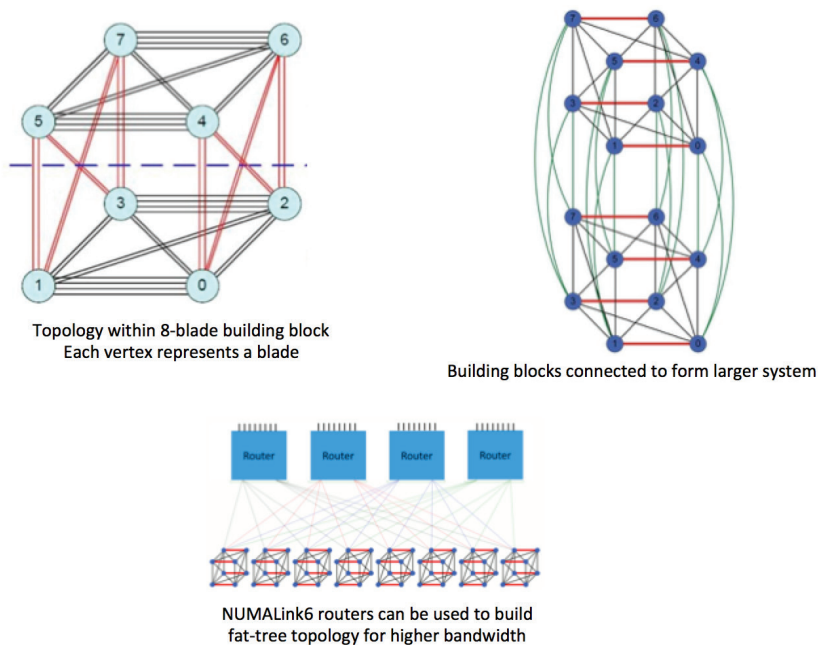 7 6
5 4
3 2
1 0
Topology within 8-blade building block
Each vertex represents a blade
7 6
5 4
3 2
1 0
7 6
5 4
3 2
1 0
Building blocks connected to form larger system
Router Router Router Router
NUMALink6 routers can be used to build
fat-tree topology for higher bandwidth